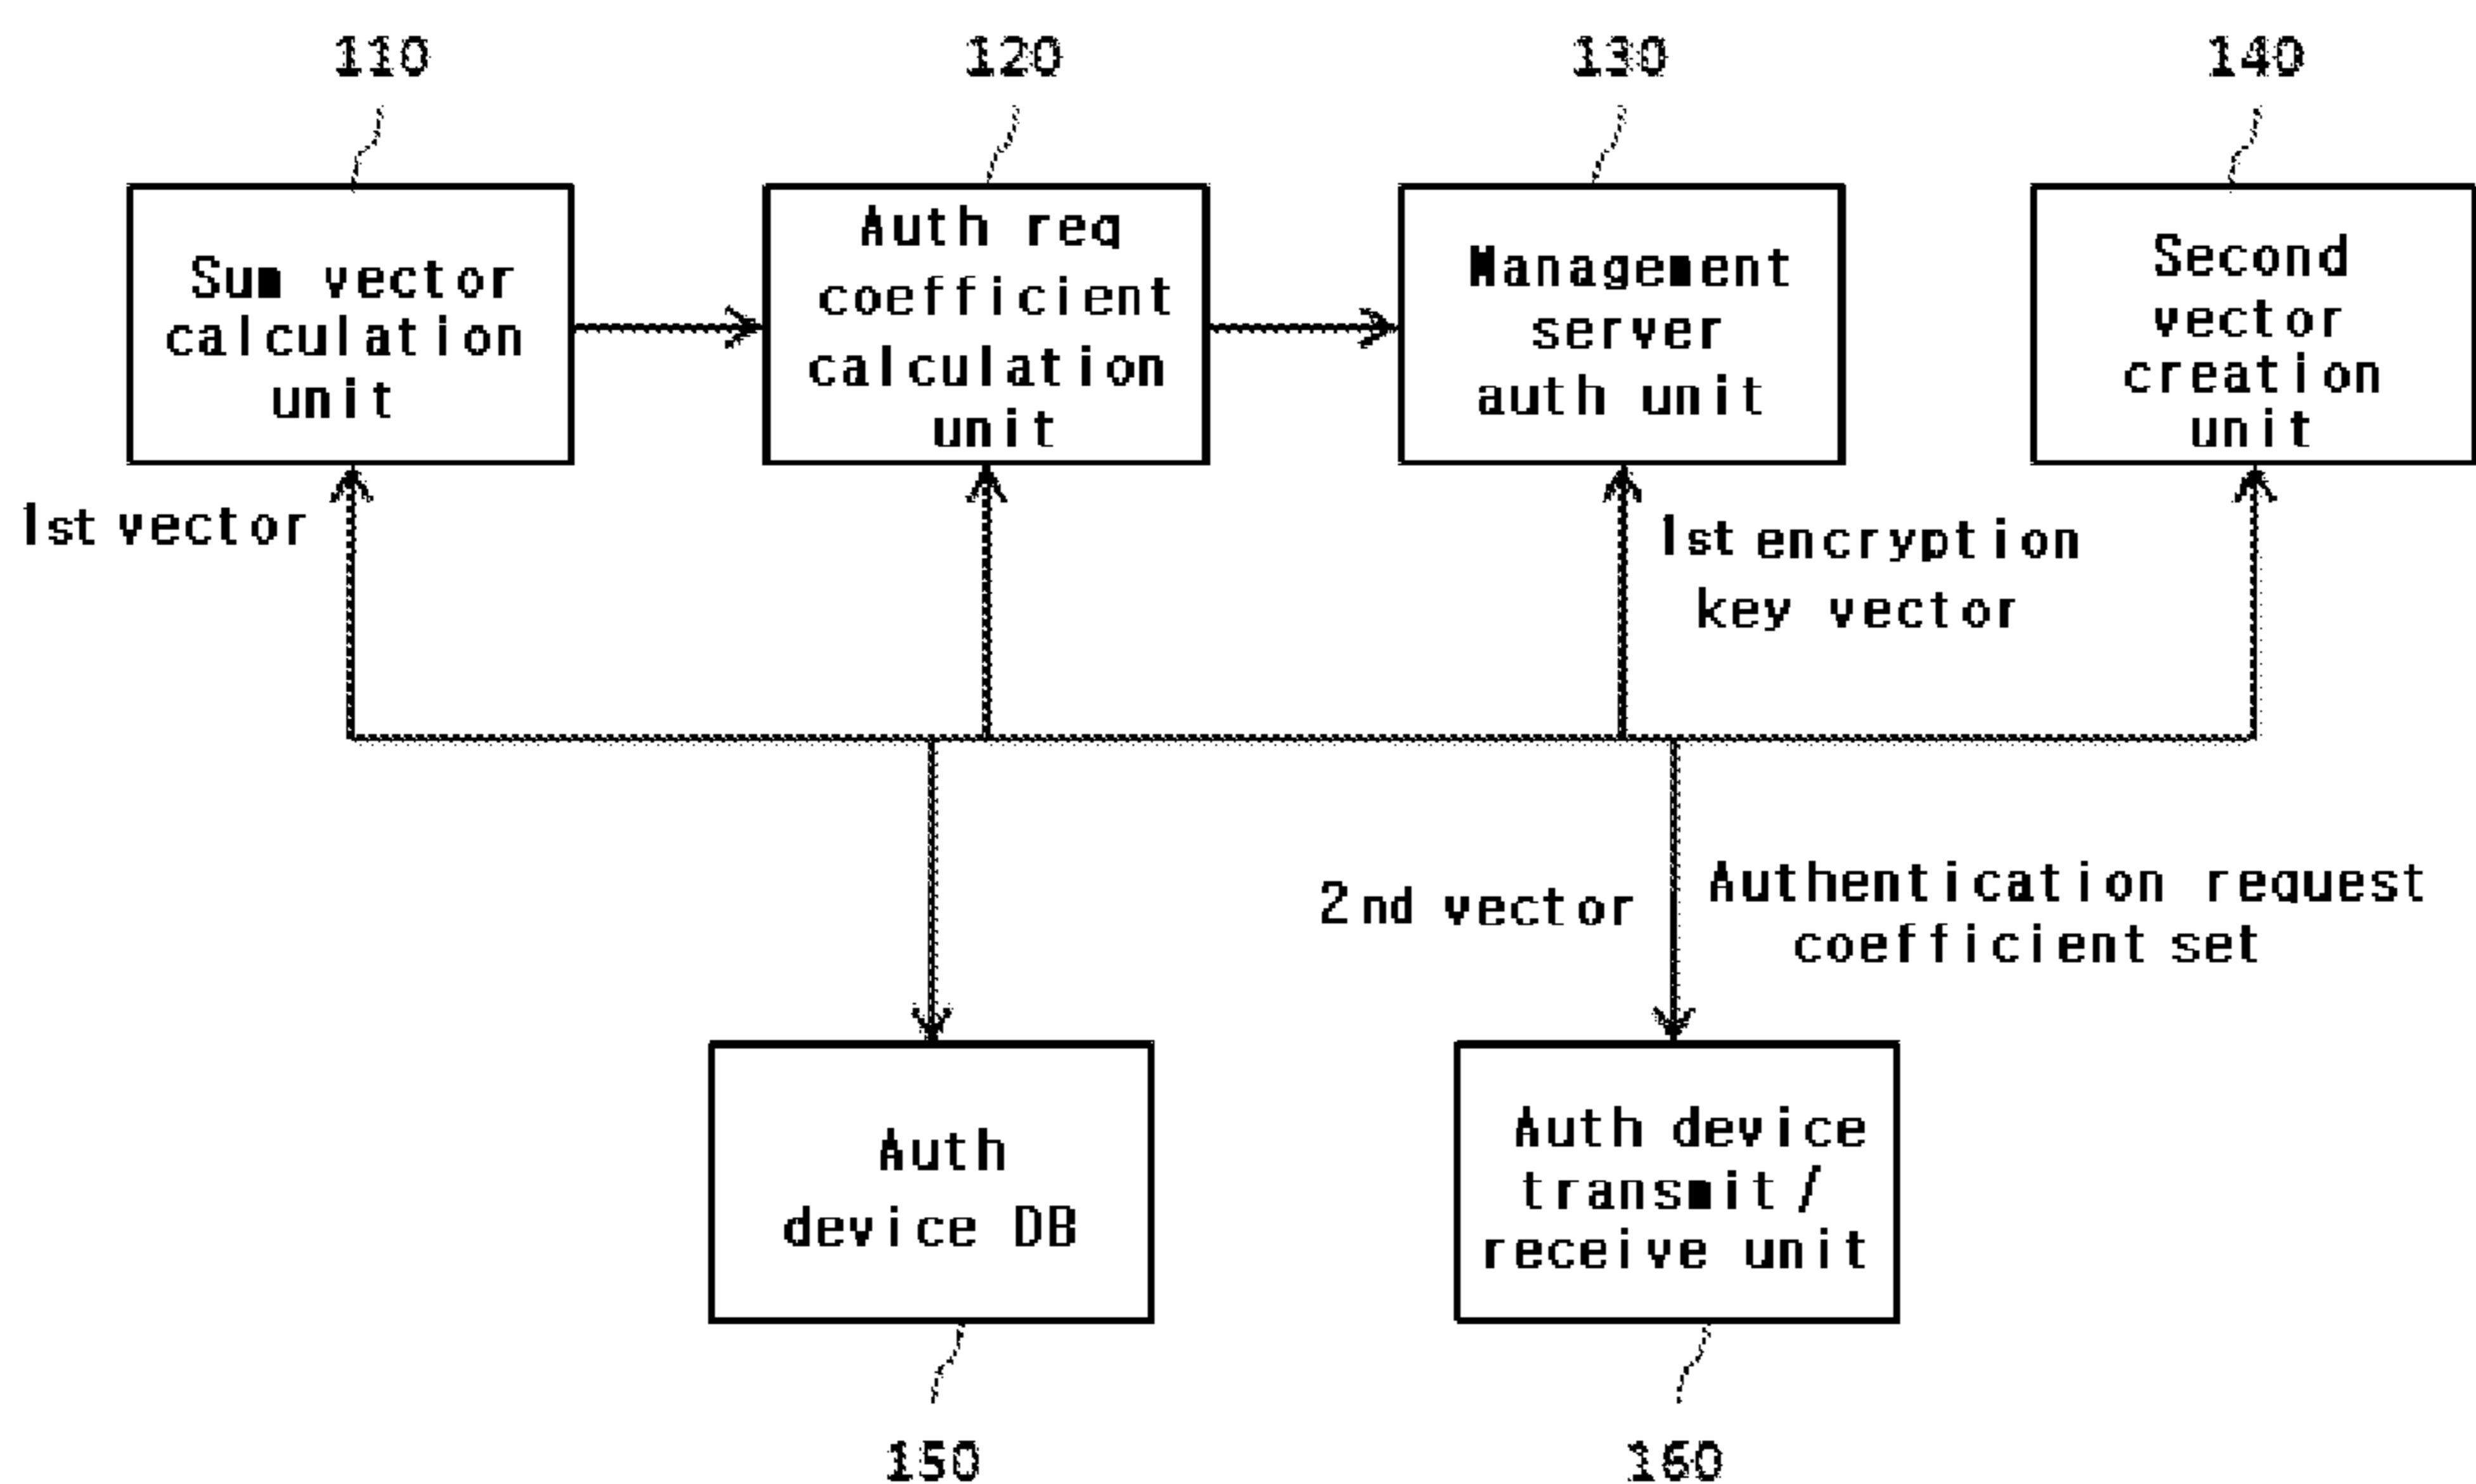 110
120
130
140
Sum vector
calculation
unit
Auth req
coefficient
calculation
unit
Management
server
auth unit
Second
vector
creation
unit
1st vector
1st encryption
key vector
2nd vector
Authentication request
coefficient set
Auth
device DB
Auth device
transmit/
receive unit
150
160